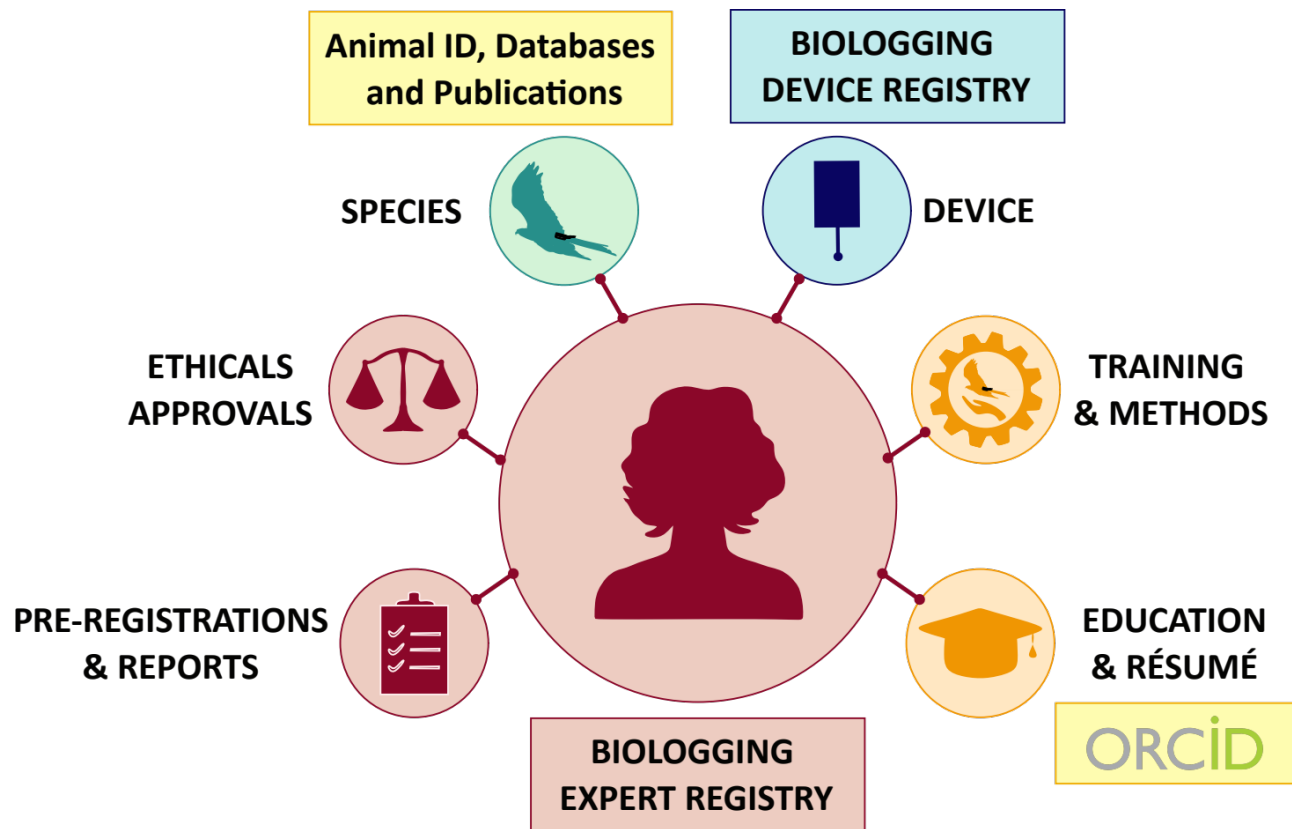 Animal ID, Databases
and Publications
BIOLOGGING
DEVICE REGISTRY
SPECIES
DEVICE
ETHICALS
APPROVALS
TRAINING
& METHODS
PRE-REGISTRATIONS
& REPORTS
EDUCATION
& RÉSUMÉ
ORCiD
BIOLOGGING
EXPERT REGISTRY